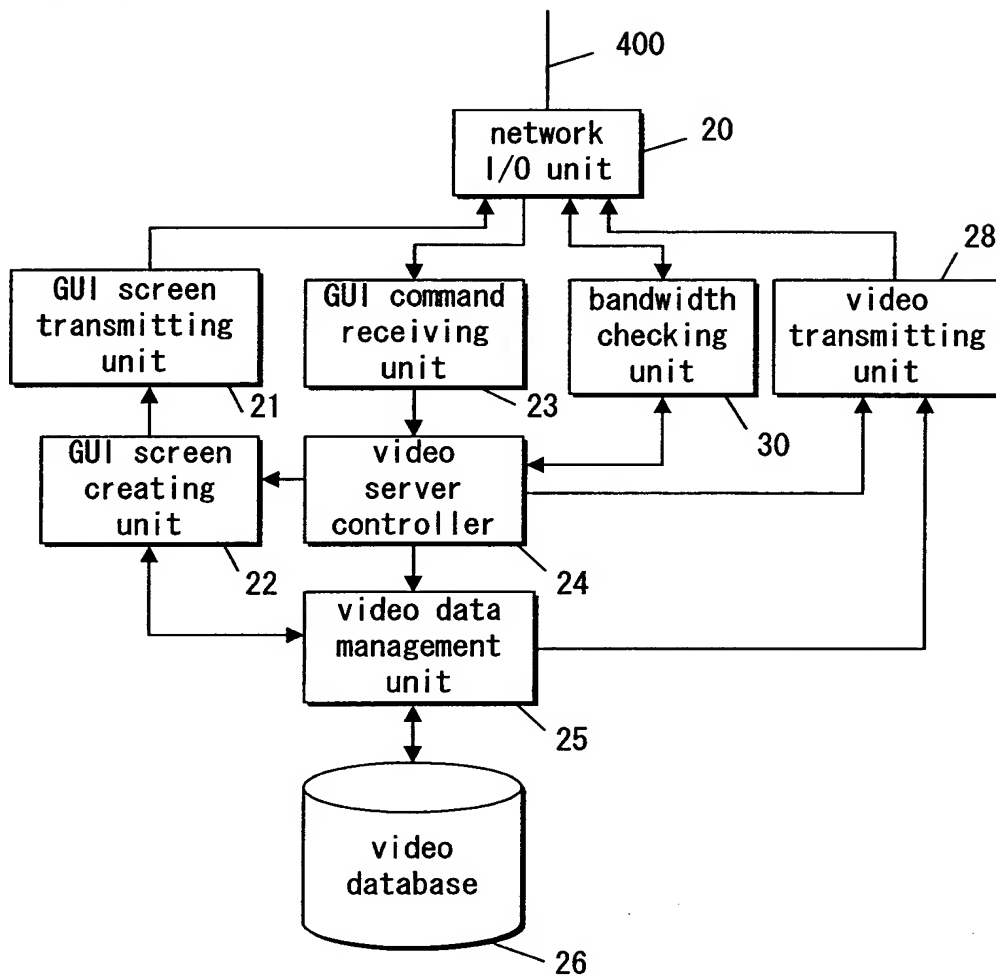 400
network
I/O unit
20
28
GUI screen
transmitting
unit
21
GUI command
receiving
unit
23
bandwidth
checking
unit
30
video
transmitting
unit
GUI screen
creating
unit
22
video
server
controller
24
video data
management
unit
25
video
database
26